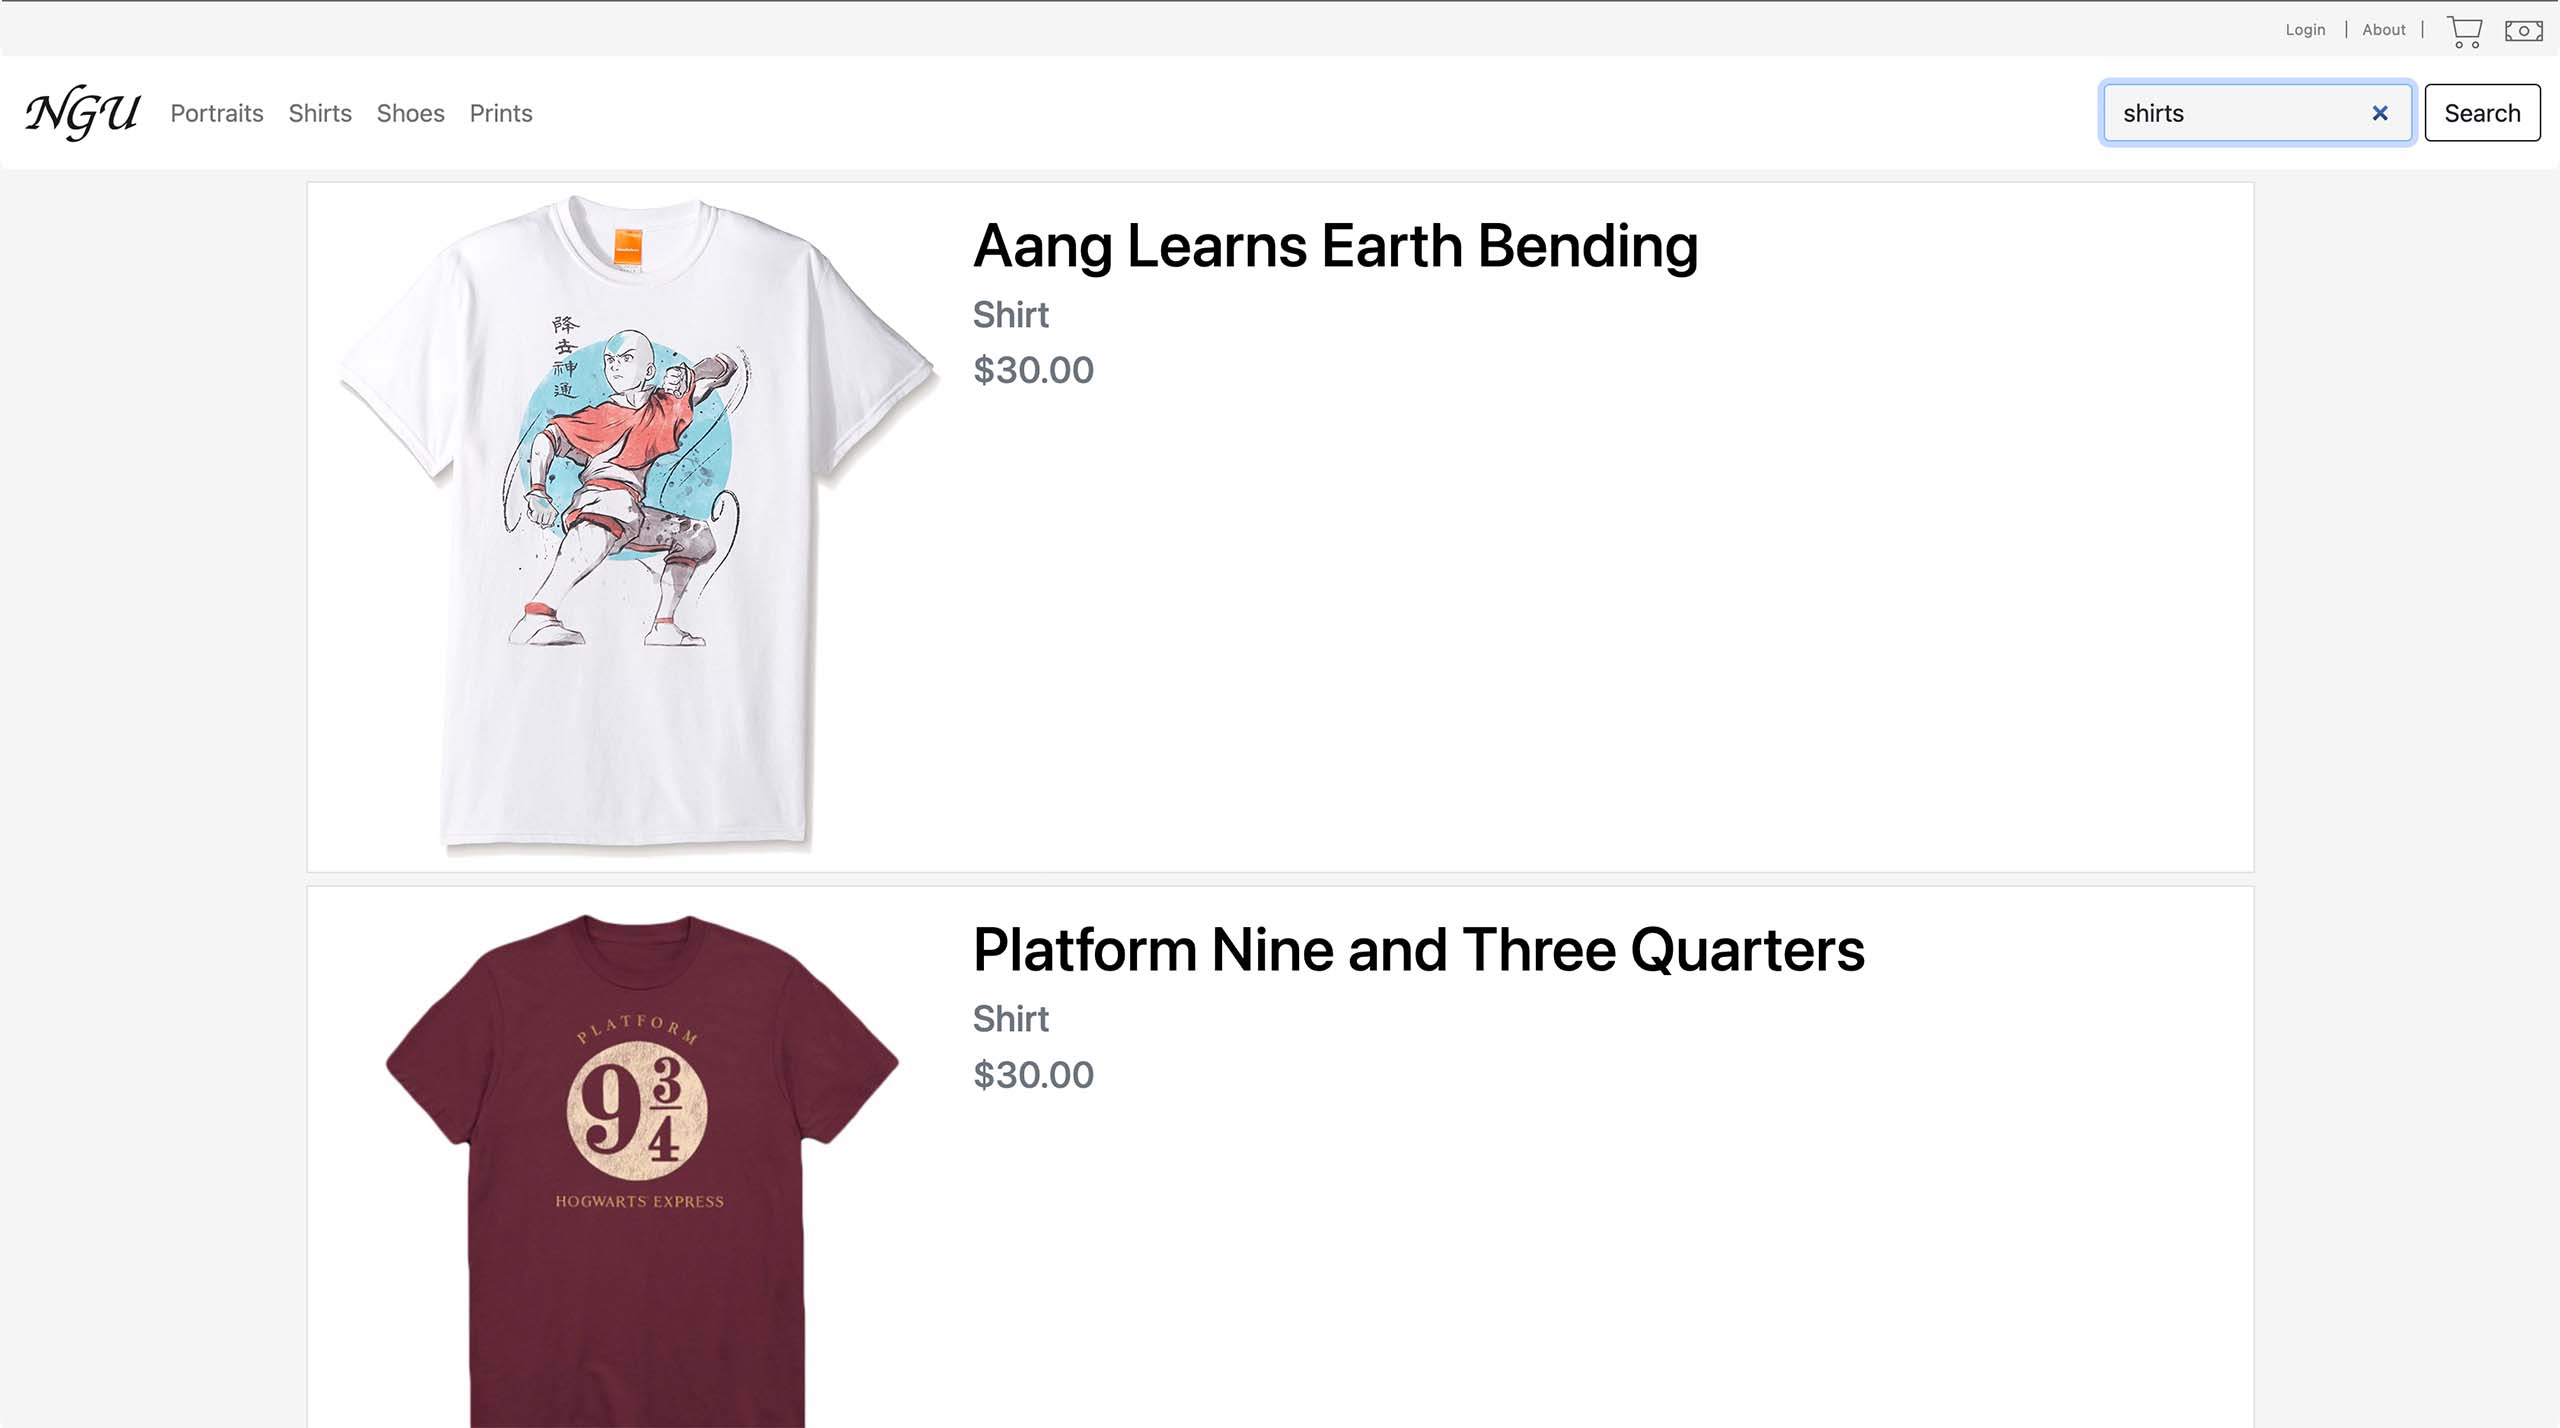 Login | About |
NGU Portraits Shirts Shoes Prints
shirts × Search
Aang Learns Earth Bending
Shirt
$30.00
降
去
神
通
Platform Nine and Three Quarters
Shirt
$30.00
PLATFORM
9 3/4
HOGWARTS EXPRESS